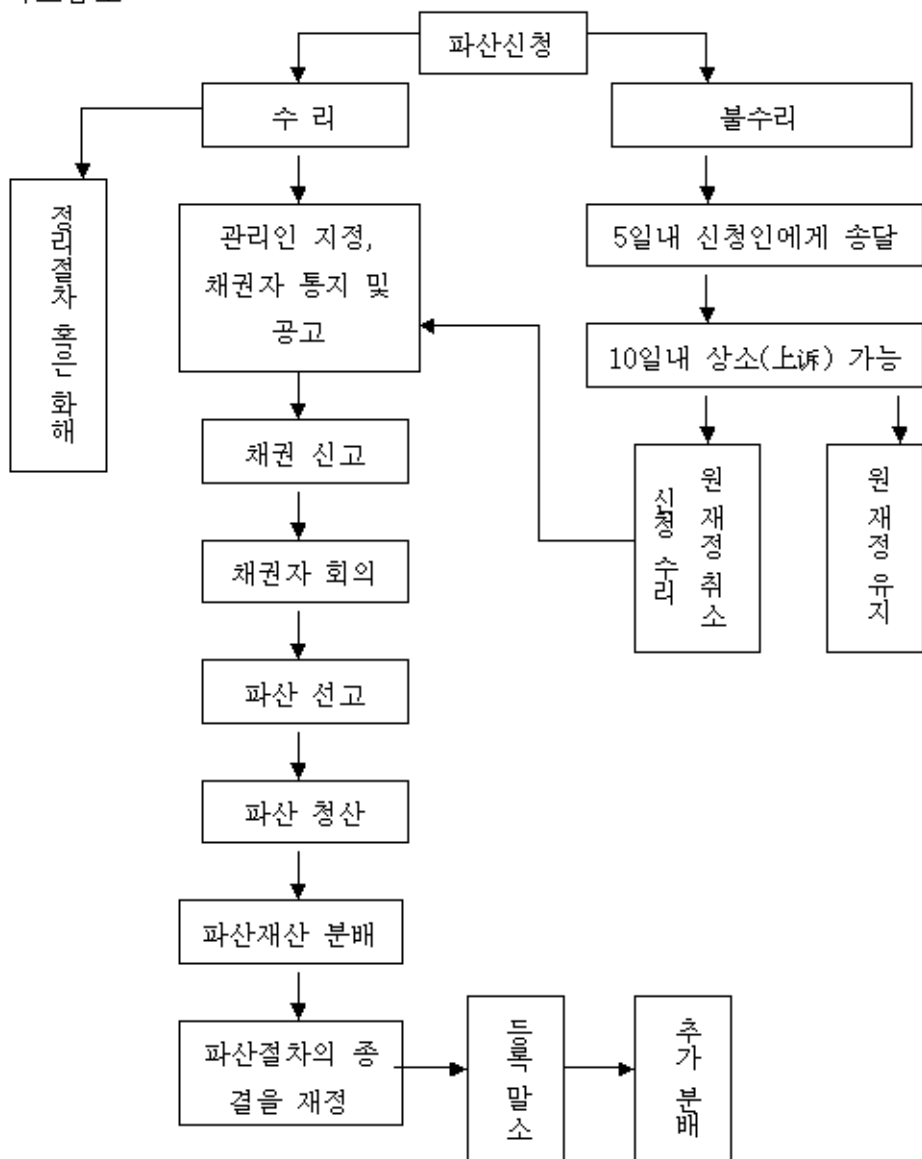 파산신청
수 리
불수리
정리절차 혹은 화해
관리인 지정,
채권자 통지 및
공고
5일내 신청인에게 송달
10일내 상소(上诉) 가능
채권 신고
원 재정 취소
신청 수리
원 재정 유지
채권자 회의
파산 선고
파산 청산
파산재산 분배
파산절차의 종
결을 재정
등록 말소
추가 분배